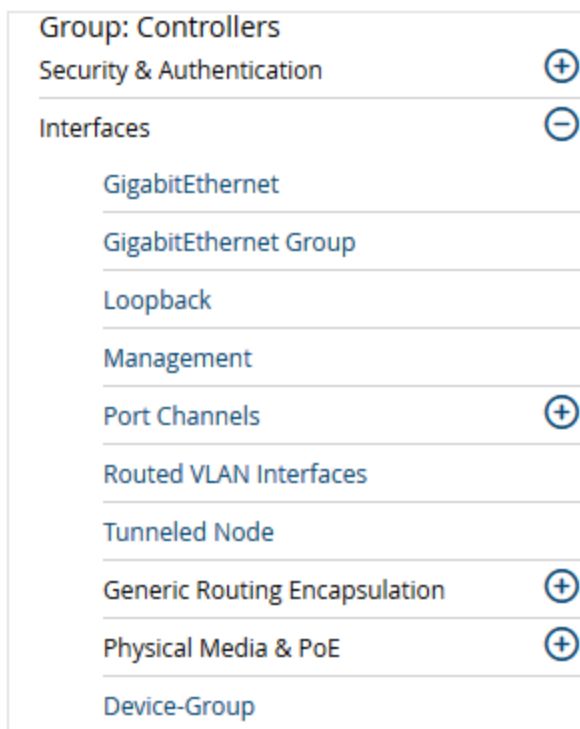 Group: Controllers
Security & Authentication
Interfaces
GigabitEthernet
GigabitEthernet Group
Loopback
Management
Port Channels
Routed VLAN Interfaces
Tunneled Node
Generic Routing Encapsulation
Physical Media & PoE
Device-Group